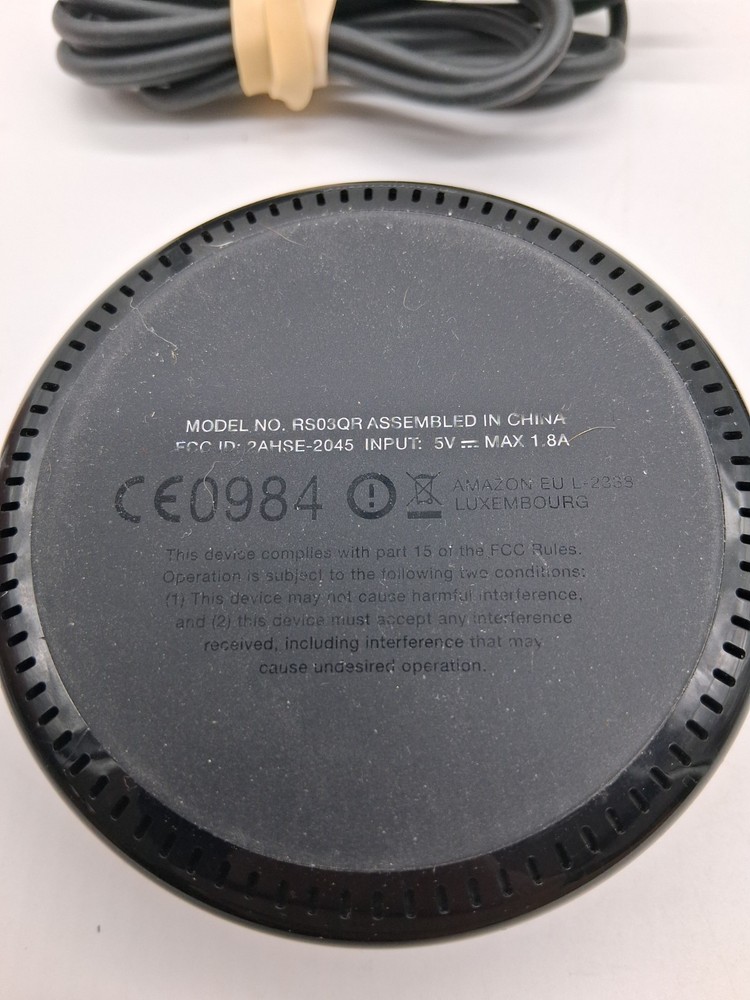 MODEL NO. RS03QR ASSEMBLED IN CHINA
FCC ID: 2AHSE-2045 INPUT: 5V ⎓ MAX 1.8A
CE0984 AMAZON EU L-2338
LUXEMBOURG
This device complies with part 15 of the FCC Rules.
Operation is subject to the following two conditions:
(1) This device may not cause harmful interference,
and (2) this device must accept any interference
received, including interference that may
cause undesired operation.